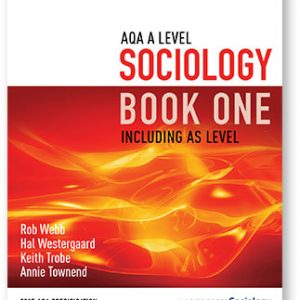 AQA A LEVEL
SOCIOLOGY
BOOK ONE
INCLUDING AS LEVEL
Rob Webb
Hal Westergaard
Keith Trobe
Annie Townend